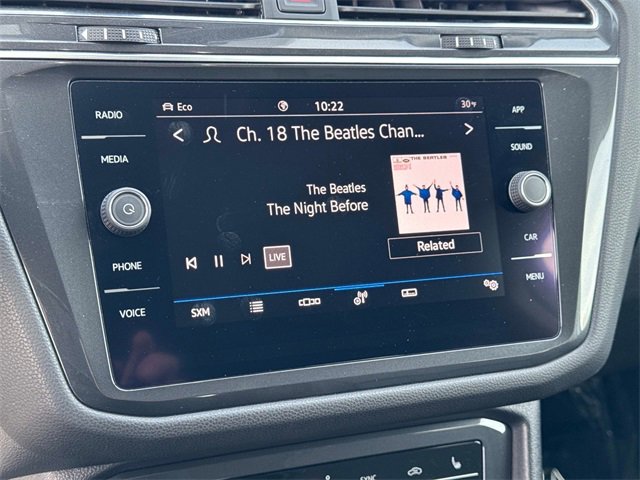 RADIO
MEDIA
PHONE
VOICE
Eco
10:22
30°F
Ch. 18 The Beatles Chan...
The Beatles
The Night Before
THE BEATLES
Related
LIVE
SXM
APP
SOUND
CAR
MENU
SYNC